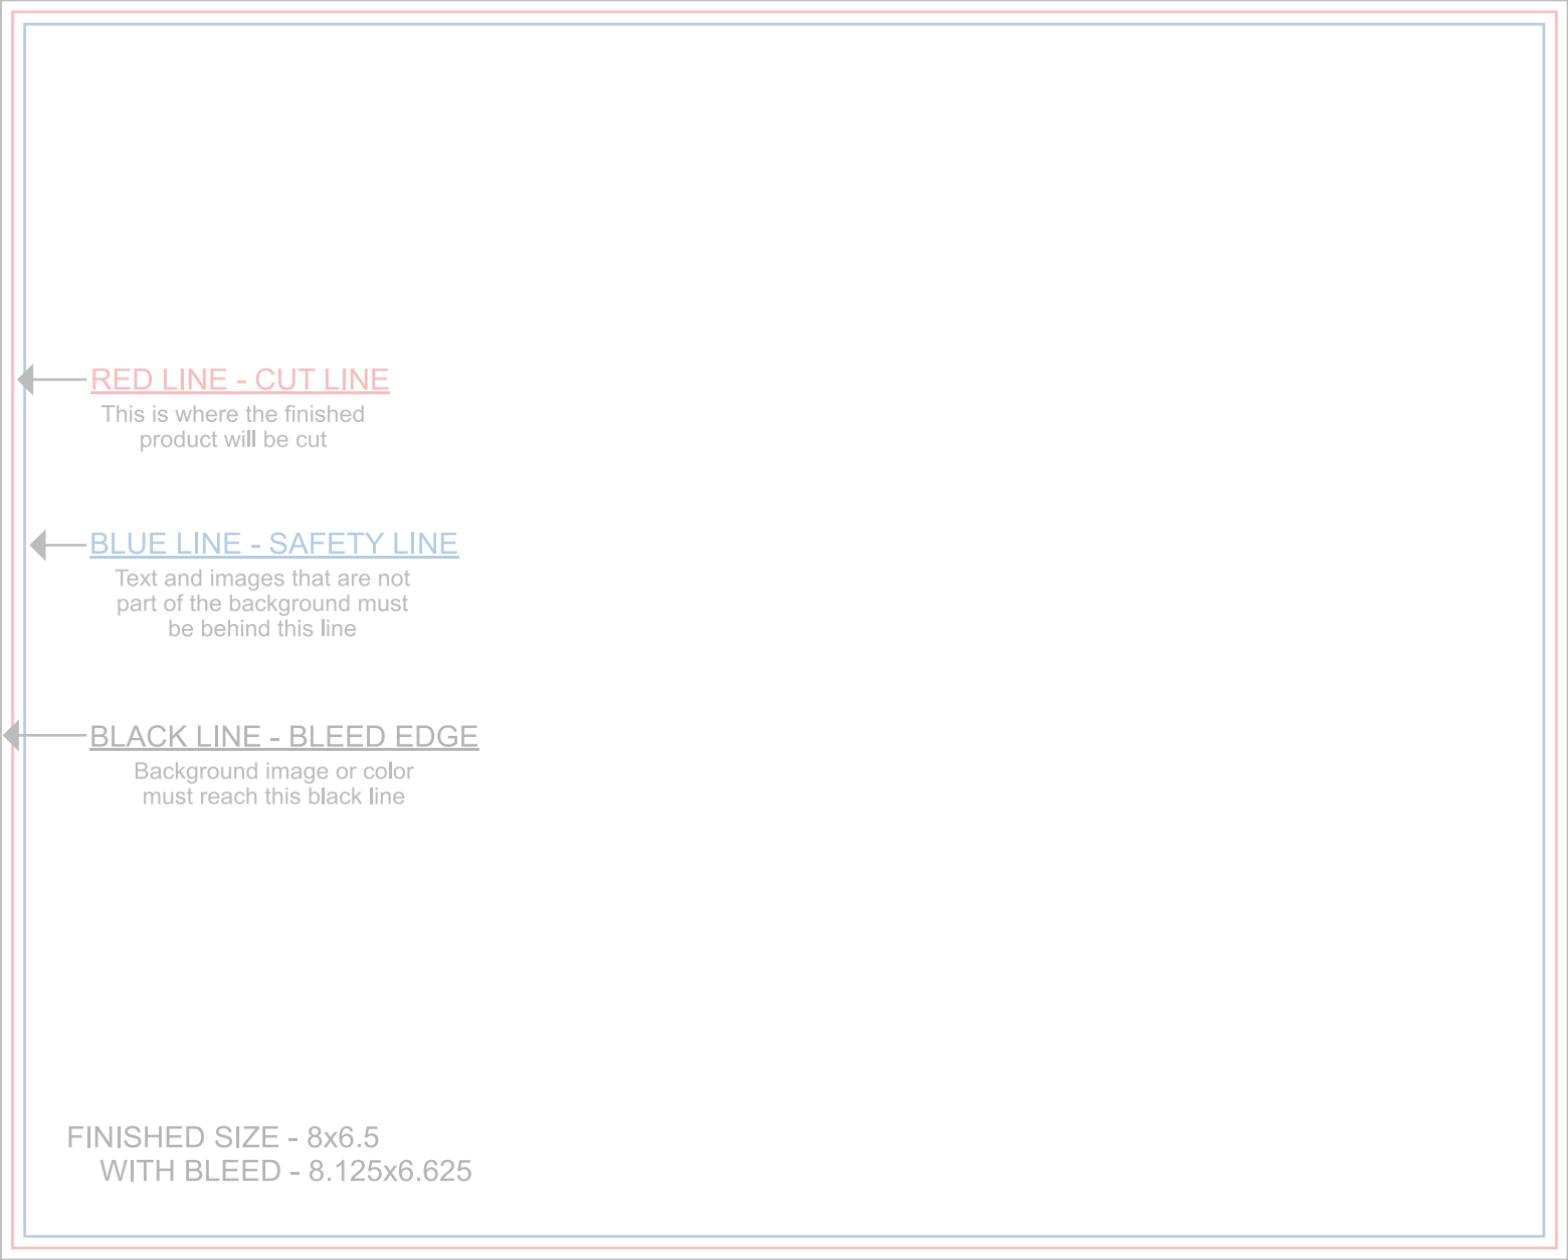 RED LINE - CUT LINE
This is where the finished
product will be cut
BLUE LINE - SAFETY LINE
Text and images that are not
part of the background must
be behind this line
BLACK LINE - BLEED EDGE
Background image or color
must reach this black line
FINISHED SIZE - 8x6.5
WITH BLEED - 8.125x6.625